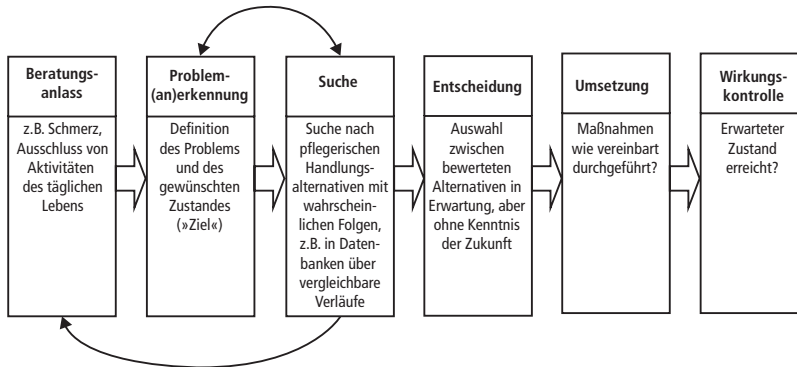 Beratungs-
anlass
z.B. Schmerz,
Ausschluss von
Aktivitäten
des täglichen
Lebens
Problem-
(an)erkennung
Definition
des Problems
und des
gewünschten
Zustandes
(»Ziel«)
Suche
Suche nach
pflegerischen
Handlungs-
alternativen mit
wahrschein-
lichen Folgen,
z.B. in Daten-
banken über
vergleichbare
Verläufe
Entscheidung
Auswahl
zwischen
bewerteten
Alternativen in
Erwartung, aber
ohne Kenntnis
der Zukunft
Umsetzung
Maßnahmen
wie vereinbart
durchgeführt?
Wirkungs-
kontrolle
Erwarteter
Zustand
erreicht?